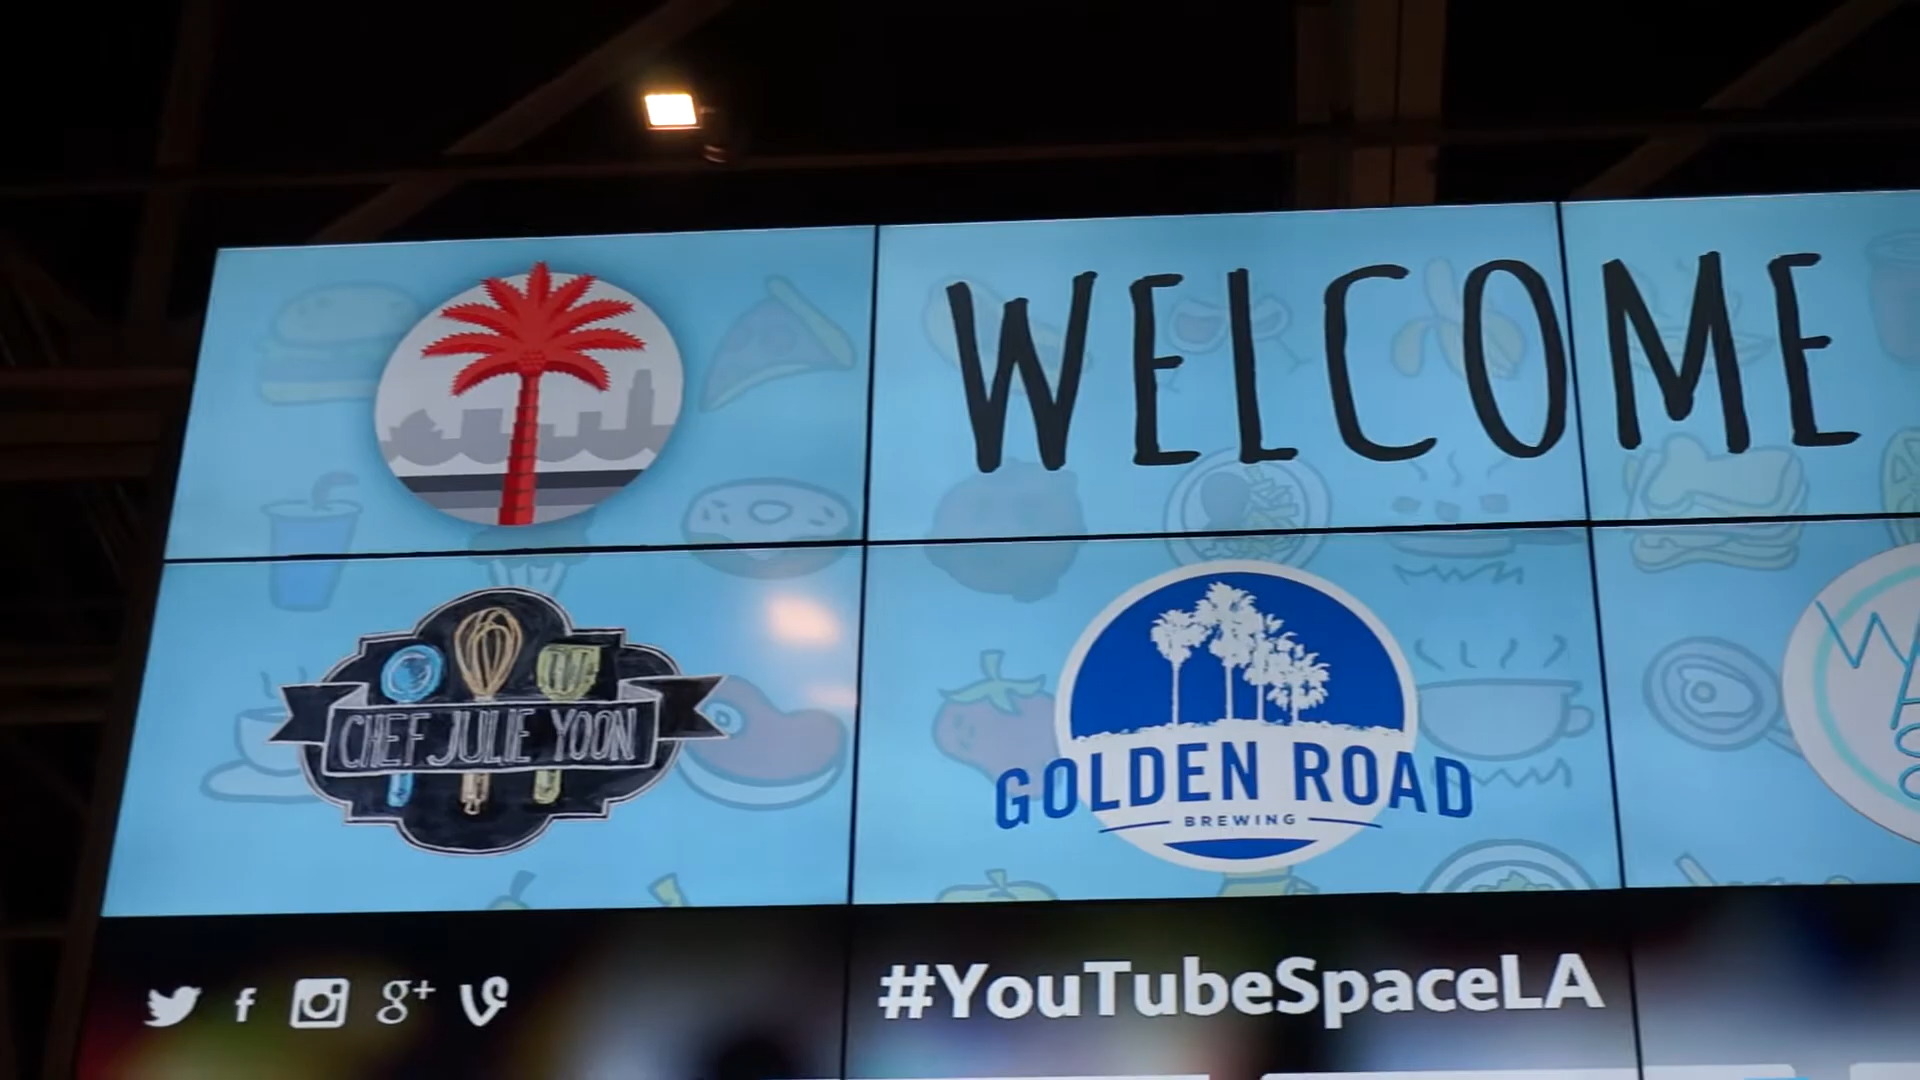 WELCOME
CHEF JULIE YOON
GOLDEN ROAD
BREWING
#YouTubeSpaceLA